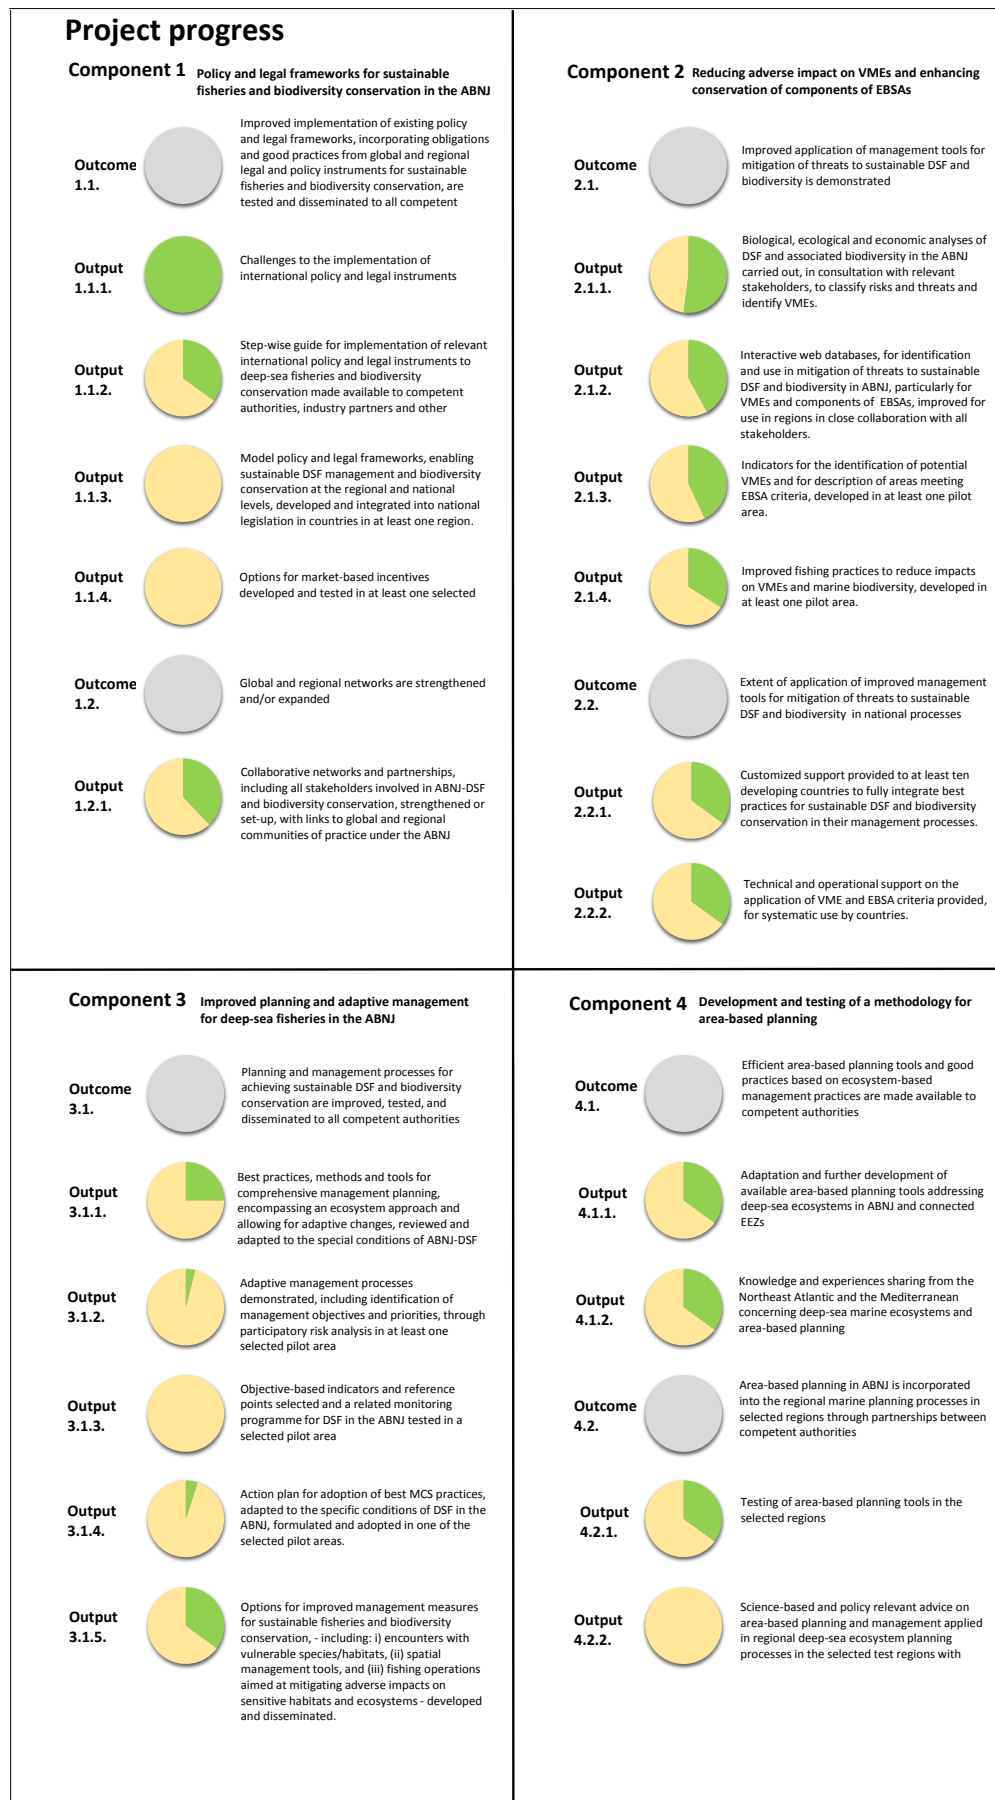 Project progress
Component 1 Policy and legal frameworks for sustainable
fisheries and biodiversity conservation in the ABNJ
Outcome
1.1.
Improved implementation of existing policy
and legal frameworks, incorporating obligations
and good practices from global and regional
legal and policy instruments for sustainable
fisheries and biodiversity conservation, are
tested and disseminated to all competent
Output
1.1.1.
Challenges to the implementation of
international policy and legal instruments
Output
1.1.2.
Step-wise guide for implementation of relevant
international policy and legal instruments to
deep-sea fisheries and biodiversity
conservation made available to competent
authorities, industry partners and other
Output
1.1.3.
Model policy and legal frameworks, enabling
sustainable DSF management and biodiversity
conservation at the regional and national
levels, developed and integrated into national
legislation in countries in at least one region.
Output
1.1.4.
Options for market-based incentives
developed and tested in at least one selected
Outcome
1.2.
Global and regional networks are strengthened
and/or expanded
Output
1.2.1.
Collaborative networks and partnerships,
including all stakeholders involved in ABNJ-DSF
and biodiversity conservation, strengthened or
set-up, with links to global and regional
communities of practice under the ABNJ
Component 2 Reducing adverse impact on VMEs and enhancing
conservation of components of EBSAs
Outcome
2.1.
Improved application of management tools for
mitigation of threats to sustainable DSF and
biodiversity is demonstrated
Output
2.1.1.
Biological, ecological and economic analyses of
DSF and associated biodiversity in the ABNJ
carried out, in consultation with relevant
stakeholders, to classify risks and threats and
identify VMEs.
Output
2.1.2.
Interactive web databases, for identification
and use in mitigation of threats to sustainable
DSF and biodiversity in ABNJ, particularly for
VMEs and components of EBSAs, improved for
use in regions in close collaboration with all
stakeholders.
Output
2.1.3.
Indicators for the identification of potential
VMEs and for description of areas meeting
EBSA criteria, developed in at least one pilot
area.
Output
2.1.4.
Improved fishing practices to reduce impacts
on VMEs and marine biodiversity, developed in
at least one pilot area.
Outcome
2.2.
Extent of application of improved management
tools for mitigation of threats to sustainable
DSF and biodiversity in national processes
Output
2.2.1.
Customized support provided to at least ten
developing countries to fully integrate best
practices for sustainable DSF and biodiversity
conservation in their management processes.
Output
2.2.2.
Technical and operational support on the
application of VME and EBSA criteria provided,
for systematic use by countries.
Component 3 Improved planning and adaptive management
for deep-sea fisheries in the ABNJ
Outcome
3.1.
Planning and management processes for
achieving sustainable DSF and biodiversity
conservation are improved, tested, and
disseminated to all competent authorities
Output
3.1.1.
Best practices, methods and tools for
comprehensive management planning,
encompassing an ecosystem approach and
allowing for adaptive changes, reviewed and
adapted to the special conditions of ABNJ-DSF
Output
3.1.2.
Adaptive management processes
demonstrated, including identification of
management objectives and priorities, through
participatory risk analysis in at least one
selected pilot area
Output
3.1.3.
Objective-based indicators and reference
points selected and a related monitoring
programme for DSF in the ABNJ tested in a
selected pilot area
Output
3.1.4.
Action plan for adoption of best MCS practices,
adapted to the specific conditions of DSF in the
ABNJ, formulated and adopted in one of the
selected pilot areas.
Output
3.1.5.
Options for improved management measures
for sustainable fisheries and biodiversity
conservation, - including: i) encounters with
vulnerable species/habitats, (ii) spatial
management tools, and (iii) fishing operations
aimed at mitigating adverse impacts on
sensitive habitats and ecosystems - developed
and disseminated.
Component 4 Development and testing of a methodology for
area-based planning
Outcome
4.1.
Efficient area-based planning tools and good
practices based on ecosystem-based
management practices are made available to
competent authorities
Output
4.1.1.
Adaptation and further development of
available area-based planning tools addressing
deep-sea ecosystems in ABNJ and connected
EEZs
Output
4.1.2.
Knowledge and experiences sharing from the
Northeast Atlantic and the Mediterranean
concerning deep-sea marine ecosystems and
area-based planning
Outcome
4.2.
Area-based planning in ABNJ is incorporated
into the regional marine planning processes in
selected regions through partnerships between
competent authorities
Output
4.2.1.
Testing of area-based planning tools in the
selected regions
Output
4.2.2.
Science-based and policy relevant advice on
area-based planning and management applied
in regional deep-sea ecosystem planning
processes in the selected test regions with